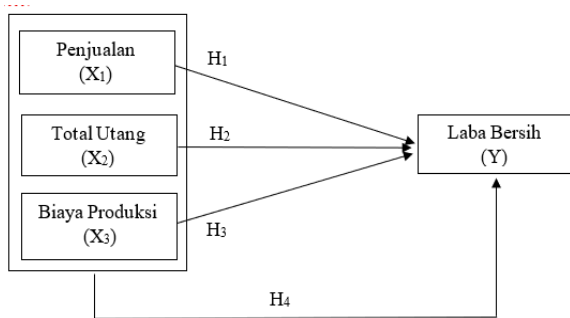 Penjualan
(X₁)
H₁
Total Utang
(X₂)
H₂
Laba Bersih
(Y)
Biaya Produksi
(X₃)
H₃
H₄